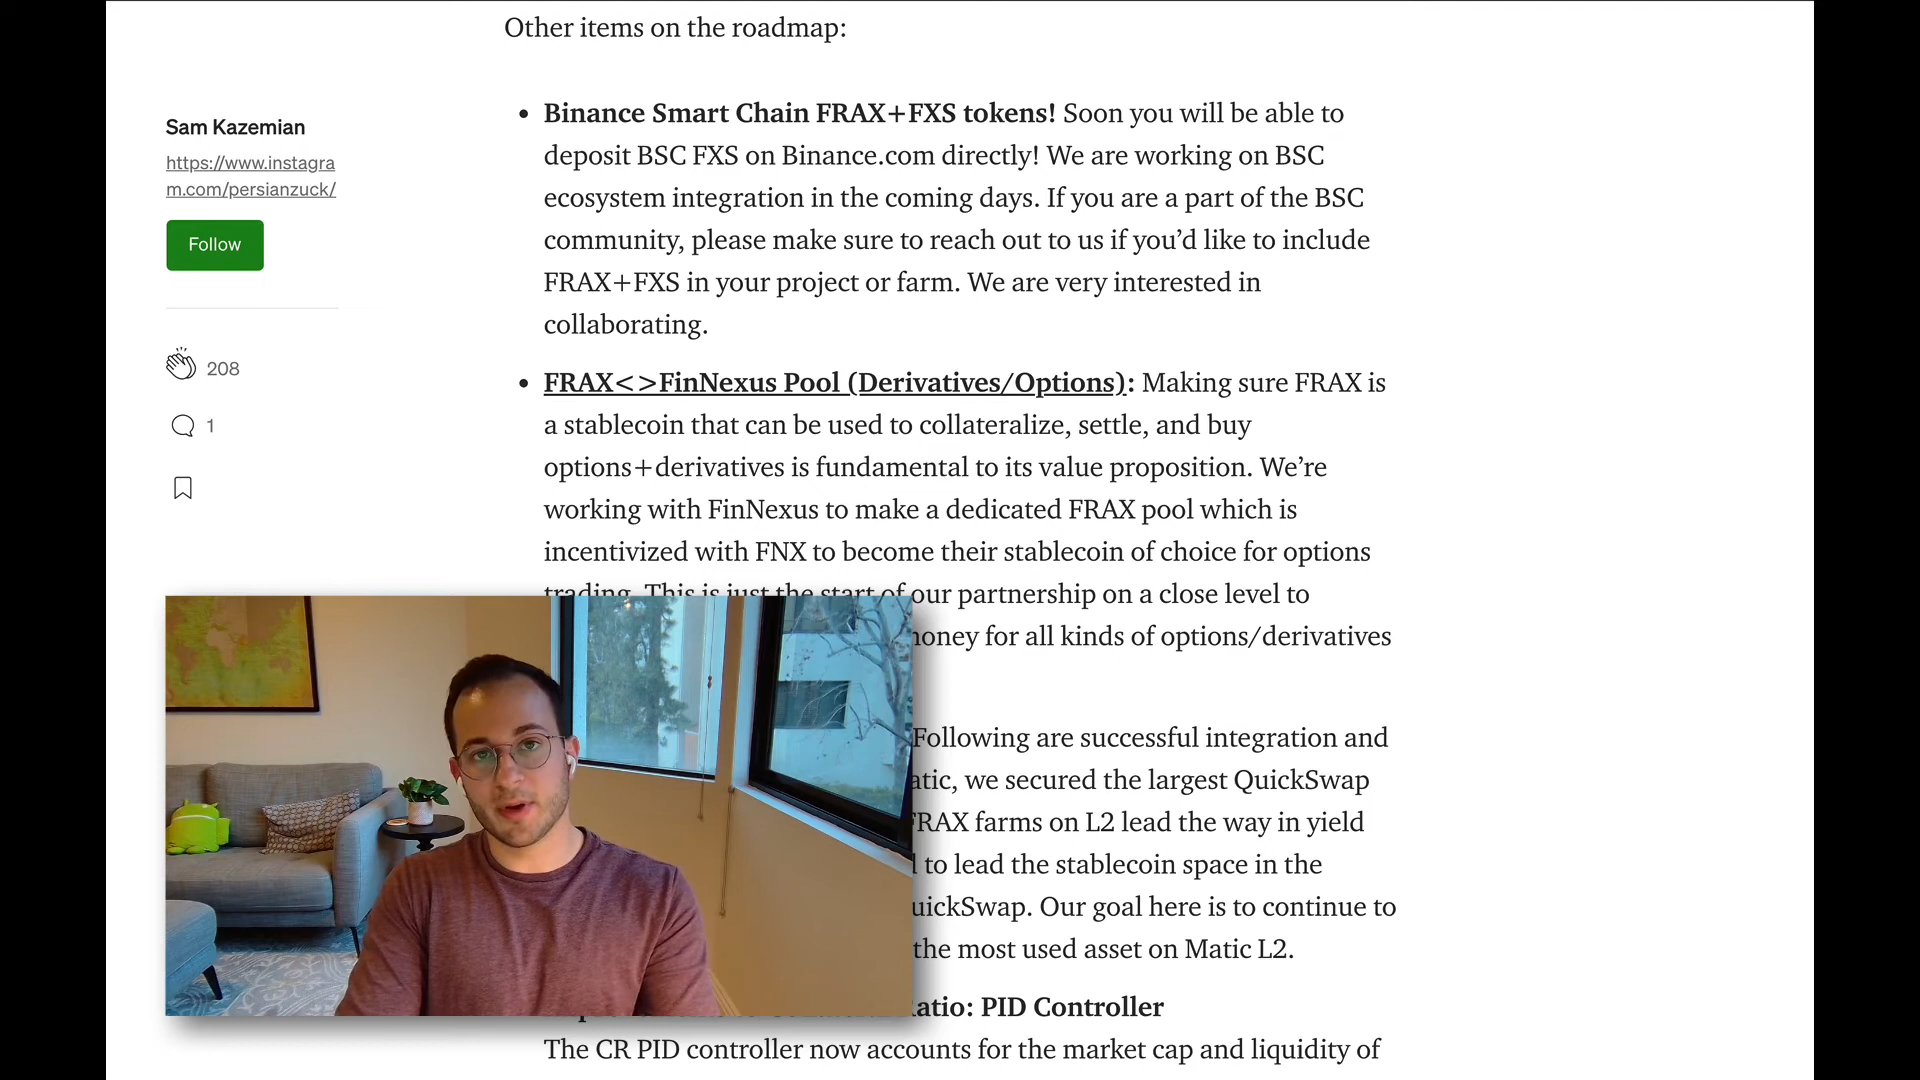 Other items on the roadmap:
Sam Kazemian
https://www.instagra
m.com/persianzuck/
Follow
208
1
• Binance Smart Chain FRAX+FXS tokens! Soon you will be able to
deposit BSC FXS on Binance.com directly! We are working on BSC
ecosystem integration in the coming days. If you are a part of the BSC
community, please make sure to reach out to us if you’d like to include
FRAX+FXS in your project or farm. We are very interested in
collaborating.
• FRAX<>FinNexus Pool (Derivatives/Options): Making sure FRAX is
a stablecoin that can be used to collateralize, settle, and buy
options+derivatives is fundamental to its value proposition. We’re
working with FinNexus to make a dedicated FRAX pool which is
incentivized with FNX to become their stablecoin of choice for options
trading. This is just the start of our partnership on a close level to
for all kinds of options/derivatives
Following are successful integration and
we secured the largest QuickSwap
FRAX farms on L2 lead the way in yield
to lead the stablecoin space in the
Our goal here is to continue to
the most used asset on Matic L2.
PID Controller
The CR PID controller now accounts for the market cap and liquidity of